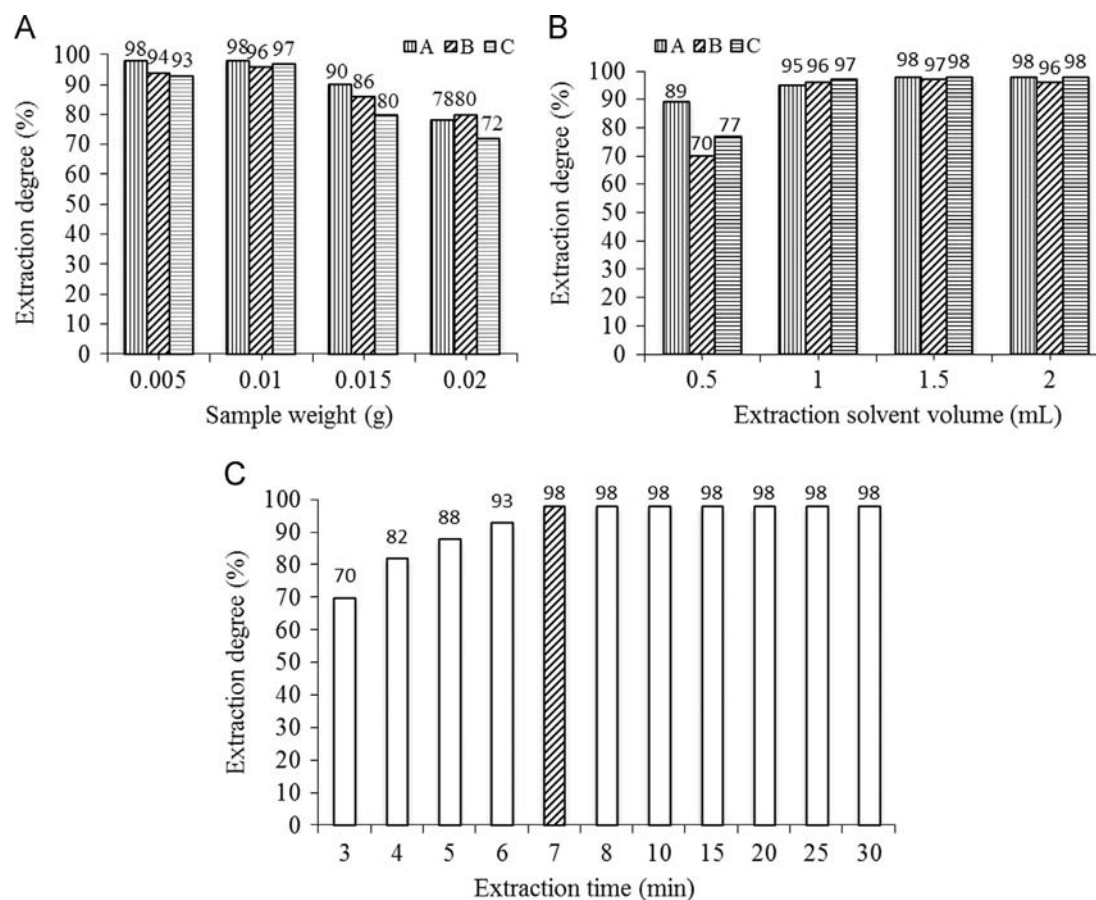 A
A B C
98 94 93 98 96 97 90 86 80 78 80 72
100
90
80
70
60
50
40
30
20
10
0
Extraction degree (%)
0.005 0.01 0.015 0.02
Sample weight (g)
B
A B C
89 70 77 95 96 97 98 97 98 98 96 98
100
90
80
70
60
50
40
30
20
10
0
Extraction degree (%)
0.5 1 1.5 2
Extraction solvent volume (mL)
C
70 82 88 93 98 98 98 98 98 98 98
100
90
80
70
60
50
40
30
20
10
0
Extraction degree (%)
3 4 5 6 7 8 10 15 20 25 30
Extraction time (min)